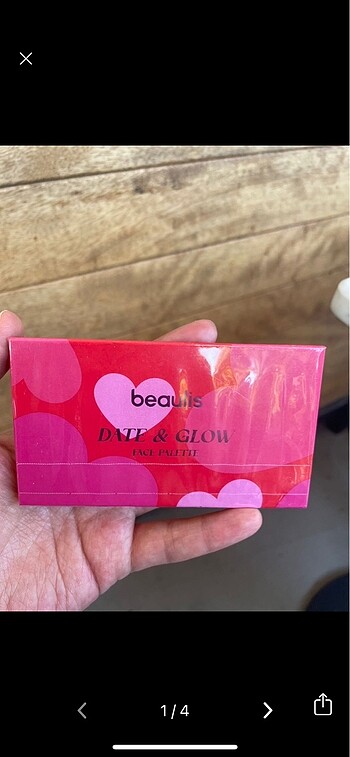 beaulis
DATE & GLOW
FACE PALETTE
1/4